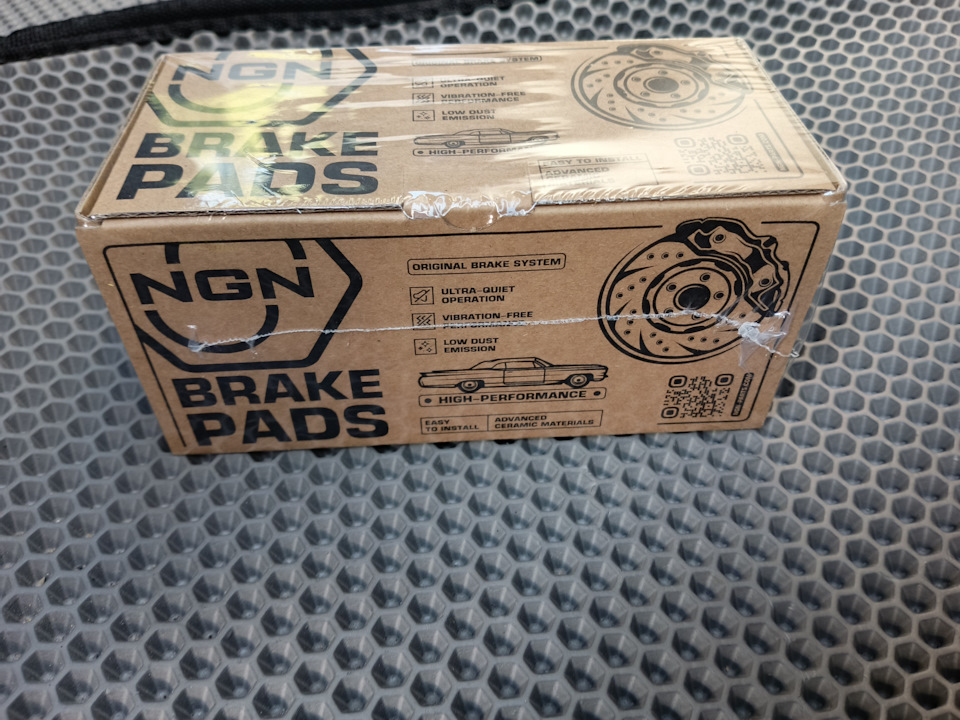 NGN
BRAKE
PADS
ULTRA-QUIET
OPERATION
VIBRATION-FREE
PERFORMANCE
LOW DUST
EMISSION
EASY TO INSTALL
ADVANCED
NGN
BRAKE
PADS
ORIGINAL BRAKE SYSTEM
ULTRA-QUIET
OPERATION
VIBRATION-FREE
PERFORMANCE
LOW DUST
EMISSION
HIGH-PERFORMANCE
EASY
TO INSTALL
ADVANCED
CERAMIC MATERIALS